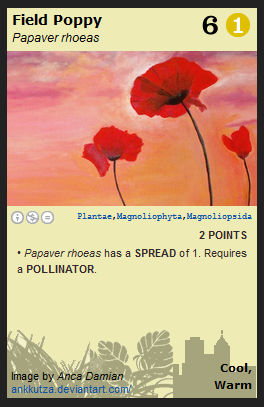 Field Poppy
6
1
Papaver rhoeas
Plantae,Magnoliophyta,Magnoliopsida
2 POINTS
• Papaver rhoeas has a SPREAD of 1. Requires
a POLLINATOR.
Cool,
Warm
Image by Anca Damian
ankkutza.deviantart.com/